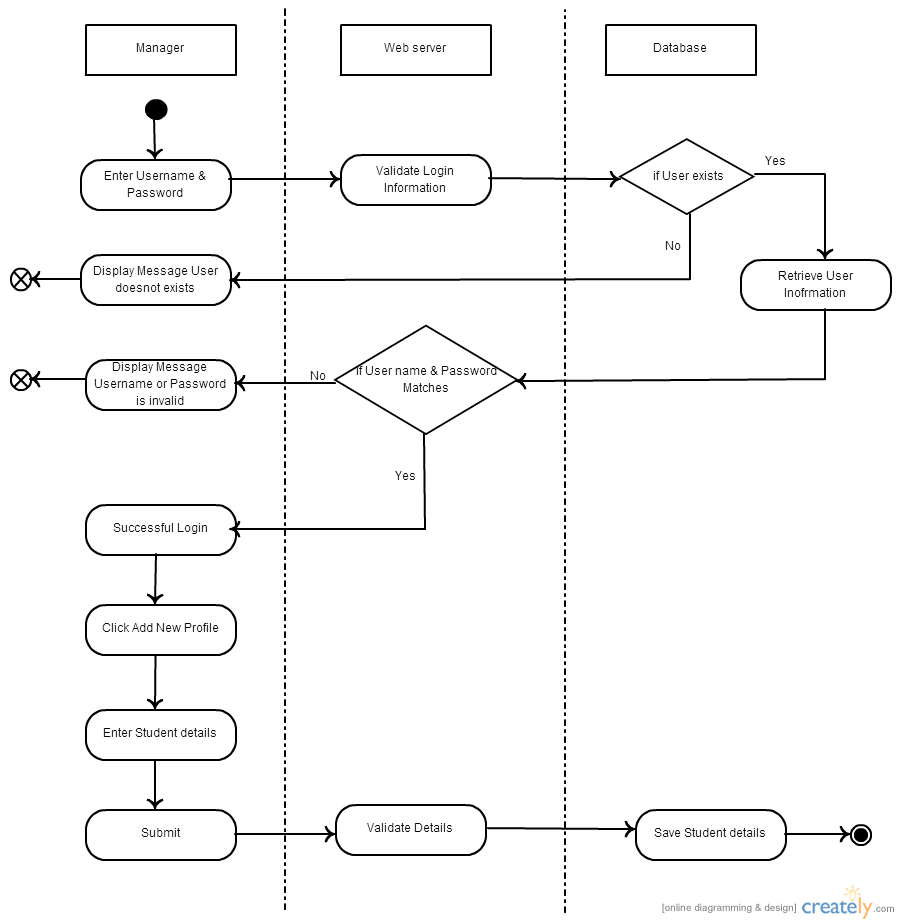 Manager
Web server
Database
Enter Username &
Password
Validate Login
Information
if User exists
Yes
No
Display Message User
doesnot exists
Retrieve User
Inofrmation
Display Message
Username or Password
is invalid
No
If User name & Password
Matches
Yes
Successful Login
Click Add New Profile
Enter Student details
Submit
Validate Details
Save Student details
[online diagramming & design] creately.com